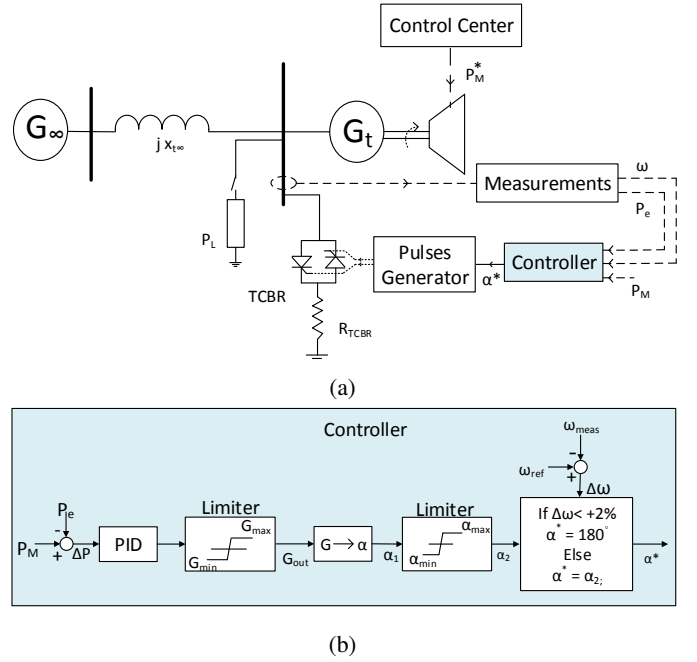 Control Center
P*M
G∞
Gt
j xt∞
Measurements
ω
Pe
PL
Pulses
Generator
α*
Controller
PM
TCBR
RTCBR
(a)
Controller
ωmeas
-
ωref
+
Δω
Pe
-
PM
+
ΔP
PID
Limiter
Gmax
Gmin
Gout
G → α
α1
Limiter
αmax
αmin
α2
If Δω< +2%
α* = 180°
Else
α* = α2;
α*
(b)